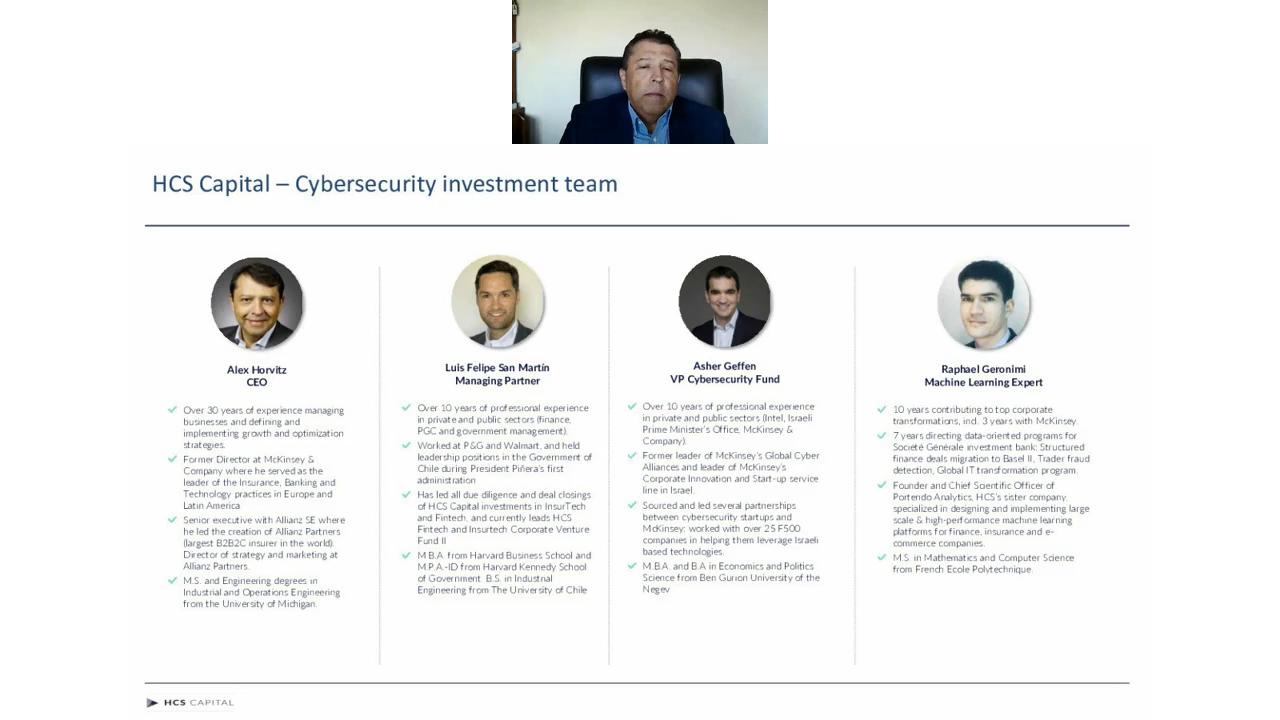 HCS Capital – Cybersecurity investment team
Alex Horvitz
CEO
Over 30 years of experience managing
businesses and defining and
implementing growth and optimization
strategies.
Former Director at McKinsey &
Company where he served as the
leader of the Insurance, Banking and
Technology practices in Europe and
Latin America
Senior executive with Allianz SE where
he led the creation of Allianz Partners
(largest B2B2C insurer in the world).
Director of strategy and marketing at
Allianz Partners.
M.S. and Engineering degrees in
Industrial and Operations Engineering
from the University of Michigan.
Luis Felipe San Martín
Managing Partner
Over 10 years of professional experience
in private and public sectors (finance,
PGC and government management).
Worked at P&G and Walmart, and held
leadership positions in the Government of
Chile during President Piñera's first
administration
Has led all due diligence and deal closings
of HCS Capital investments in InsurTech
and Fintech, and currently leads HCS
Fintech and Insurtech Corporate Venture
Fund II
M.B.A. from Harvard Business School and
M.P.A.-ID from Harvard Kennedy School
of Government. B.S. in Industrial
Engineering from The University of Chile
Asher Geffen
VP Cybersecurity Fund
Over 10 years of professional experience
in private and public sectors (Intel, Israeli
Prime Minister's Office, McKinsey &
Company).
Former leader of McKinsey's Global Cyber
Alliances and leader of McKinsey's
Corporate Innovation and Start-up service
line in Israel.
Sourced and led several partnerships
between cybersecurity startups and
McKinsey; worked with over 25 F500
companies in helping them leverage Israeli
based technologies.
M.B.A. and B.A in Economics and Politics
Science from Ben Gurion University of the
Negev
Raphael Geronimi
Machine Learning Expert
10 years contributing to top corporate
transformations, incl. 3 years with McKinsey.
7 years directing data-oriented programs for
Société Générale investment bank: Structured
finance deals migration to Basel II, Trader fraud
detection, Global IT transformation program.
Founder and Chief Scientific Officer of
Portendo Analytics, HCS's sister company,
specialized in designing and implementing large
scale & high-performance machine learning
platforms for finance, insurance and e-
commerce companies.
M.S. in Mathematics and Computer Science
from French Ecole Polytechnique.
HCS CAPITAL